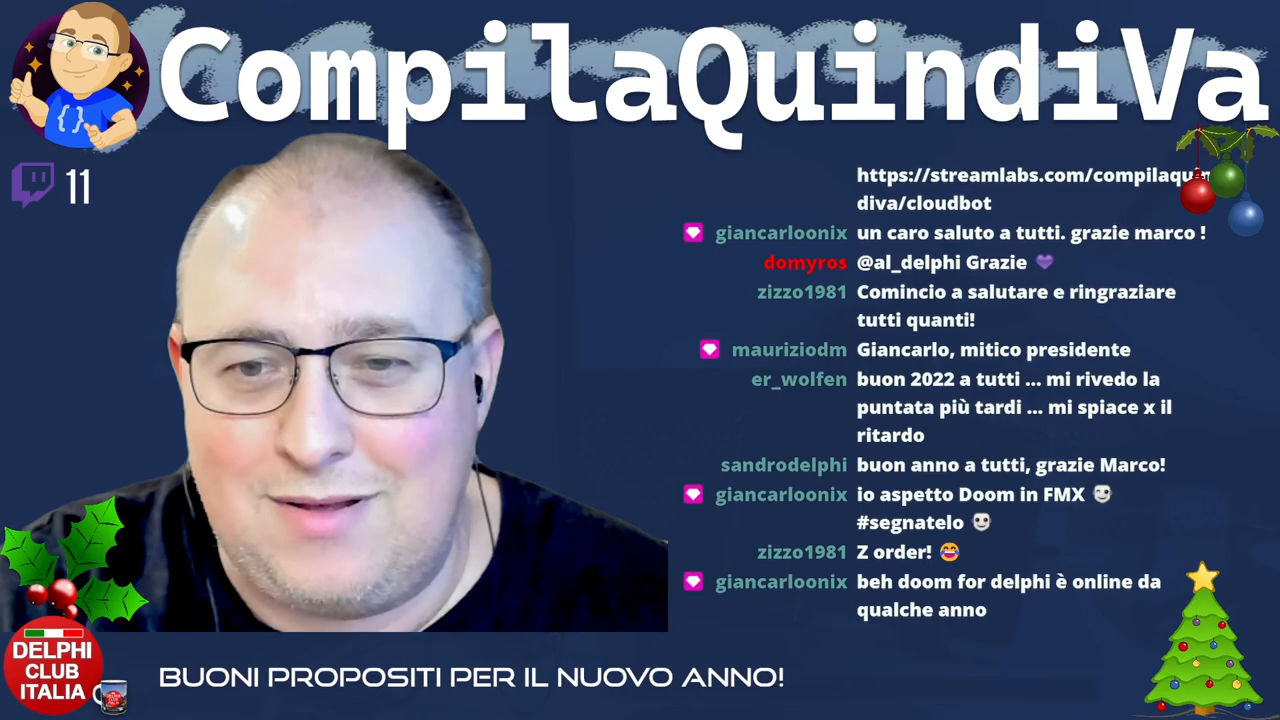 CompilaQuindiVa
{ }
11
https://streamlabs.com/compilaquin
diva/cloudbot
giancarloonix un caro saluto a tutti. grazie marco !
domyros @al_delphi Grazie 💜
zizzo1981 Comincio a salutare e ringraziare
tutti quanti!
mauriziodm Giancarlo, mitico presidente
er_wolfen buon 2022 a tutti ... mi rivedo la
puntata più tardi ... mi spiace x il
ritardo
sandrodelphi buon anno a tutti, grazie Marco!
giancarloonix io aspetto Doom in FMX
#segnatelo
zizzo1981 Z order! 😂
giancarloonix beh doom for delphi è online da
qualche anno
DELPHI
CLUB
ITALIA
BUONI PROPOSITI PER IL NUOVO ANNO!